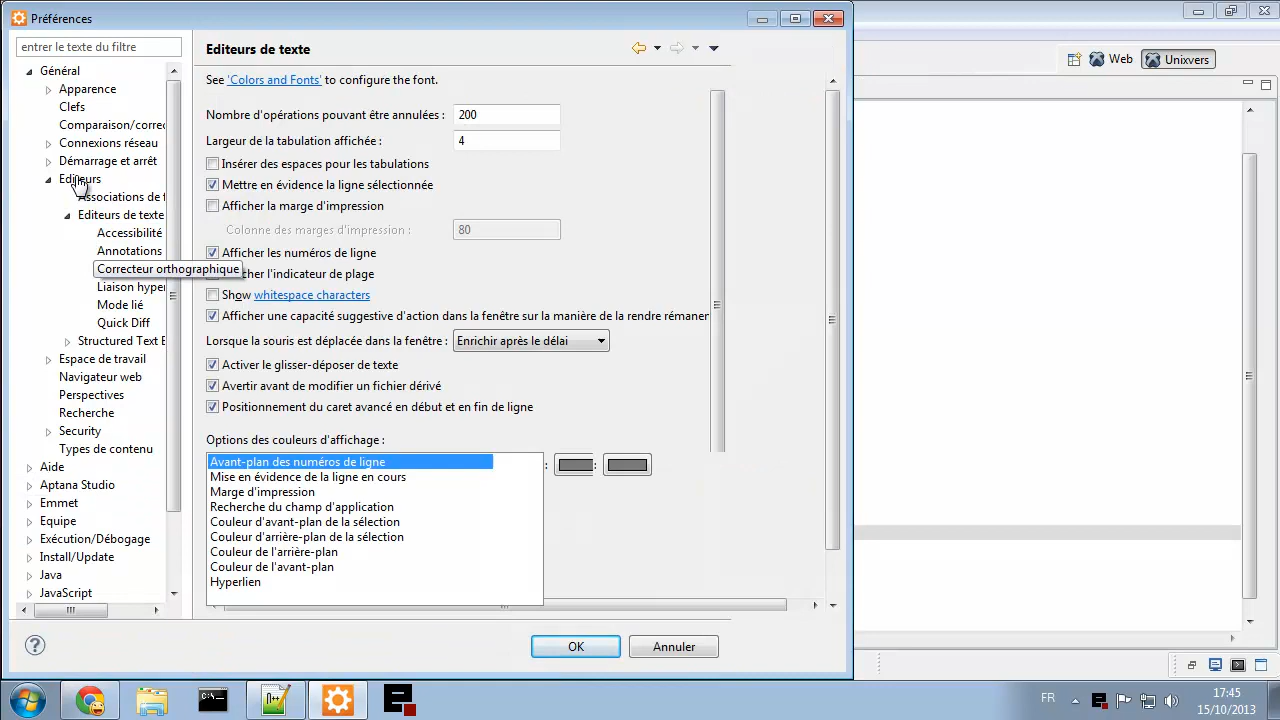 Préférences
entrer le texte du filtre
Général
Apparence
Clefs
Comparaison/correc
Connexions réseau
Démarrage et arrêt
Editeurs
Associations de f
Editeurs de texte
Accessibilité
Annotations
Correcteur orthographique
Liaison hyper
Mode lié
Quick Diff
Structured Text E
Espace de travail
Navigateur web
Perspectives
Recherche
Security
Types de contenu
Aide
Aptana Studio
Emmet
Equipe
Exécution/Débogage
Install/Update
Java
JavaScript
Editeurs de texte
See 'Colors and Fonts' to configure the font.
Nombre d'opérations pouvant être annulées : 200
Largeur de la tabulation affichée : 4
Insérer des espaces pour les tabulations
Mettre en évidence la ligne sélectionnée
Afficher la marge d'impression
Colonne des marges d'impression : 80
Afficher les numéros de ligne
cher l'indicateur de plage
Show whitespace characters
Afficher une capacité suggestive d'action dans la fenêtre sur la manière de la rendre rémaner
Lorsque la souris est déplacée dans la fenêtre : Enrichir après le délai
Activer le glisser-déposer de texte
Avertir avant de modifier un fichier dérivé
Positionnement du caret avancé en début et en fin de ligne
Options des couleurs d'affichage :
Avant-plan des numéros de ligne
Mise en évidence de la ligne en cours
Marge d'impression
Recherche du champ d'application
Couleur d'avant-plan de la sélection
Couleur d'arrière-plan de la sélection
Couleur de l'arrière-plan
Couleur de l'avant-plan
Hyperlien
OK
Annuler
Web
Unixvers
FR
17:45
15/10/2013